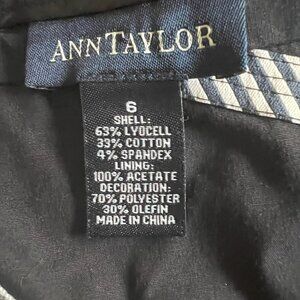 ANNTAYLOR
6
SHELL:
63% LYOCELL
33% COTTON
4% SPANDEX
LINING:
100% ACETATE
DECORATION:
70% POLYESTER
30% OLEFIN
MADE IN CHINA